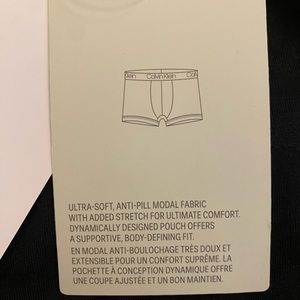 Klein Calvin Klein Calvin
ULTRA-SOFT, ANTI-PILL MODAL FABRIC
WITH ADDED STRETCH FOR ULTIMATE COMFORT.
DYNAMICALLY DESIGNED POUCH OFFERS
A SUPPORTIVE, BODY-DEFINING FIT.
EN MODAL ANTI-BOULOCHAGE TRÈS DOUX ET
EXTENSIBLE POUR UN CONFORT SUPRÊME. LA
POCHETTE À CONCEPTION DYNAMIQUE OFFRE
UNE COUPE AJUSTÉE ET UN BON MAINTIEN.